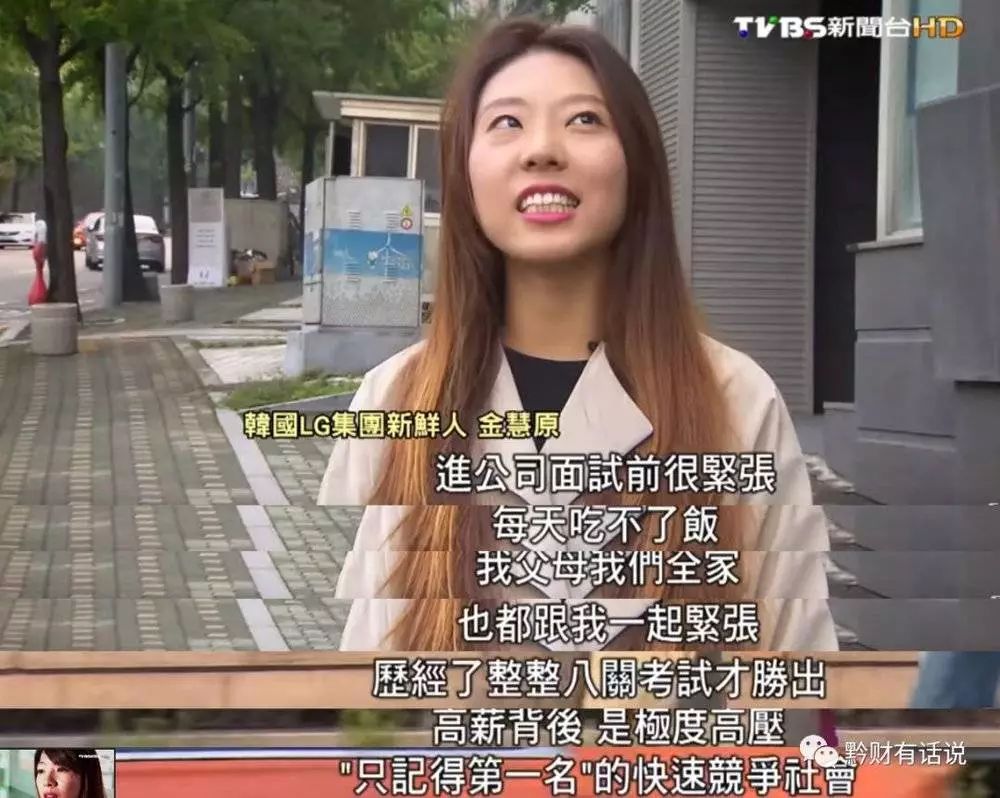 TVBS新聞台HD
韓國LG集團新鮮人 金慧原
進公司面試前很緊張
每天吃不了飯
我父母我們全家
也都跟我一起緊張
歷經了整整八關考試才勝出
高薪背後 是極度高壓
"只記得第一名"的快速競爭社會
黔财有话说